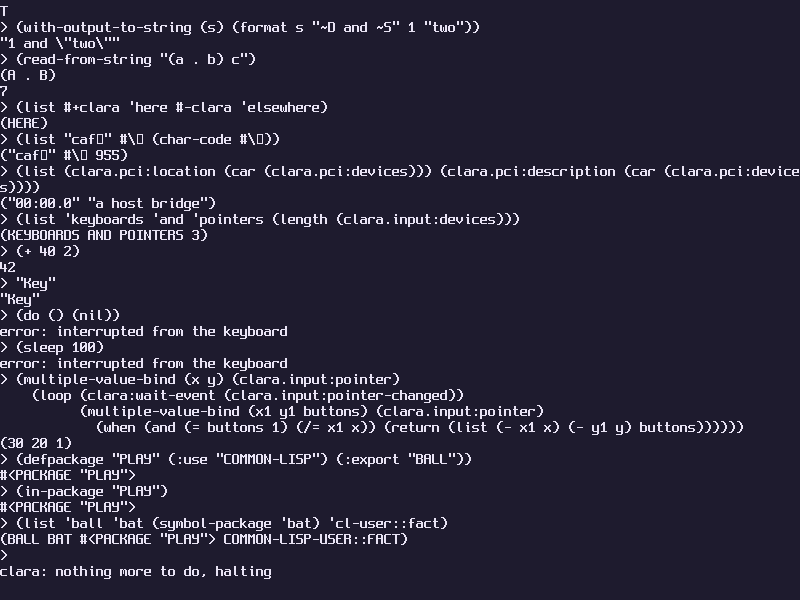 T
> (with-output-to-string (s) (format s "~D and ~S" 1 "two"))
"1 and \"two\""
> (read-from-string "(a . b) c")
(A . B)
7
> (list #+clara 'here #-clara 'elsewhere)
(HERE)
> (list "caf▯" #\▯ (char-code #\▯))
("caf▯" #\▯ 955)
> (list (clara.pci:location (car (clara.pci:devices))) (clara.pci:description (car (clara.pci:device
s))))
("00:00.0" "a host bridge")
> (list 'keyboards 'and 'pointers (length (clara.input:devices)))
(KEYBOARDS AND POINTERS 3)
> (+ 40 2)
42
> "Key"
"Key"
> (do () (nil))
error: interrupted from the keyboard
> (sleep 100)
error: interrupted from the keyboard
> (multiple-value-bind (x y) (clara.input:pointer)
    (loop (clara:wait-event (clara.input:pointer-changed))
          (multiple-value-bind (x1 y1 buttons) (clara.input:pointer)
            (when (and (= buttons 1) (/= x1 x)) (return (list (- x1 x) (- y1 y) buttons))))))
(30 20 1)
> (defpackage "PLAY" (:use "COMMON-LISP") (:export "BALL"))
#<PACKAGE "PLAY">
> (in-package "PLAY")
#<PACKAGE "PLAY">
> (list 'ball 'bat (symbol-package 'bat) 'cl-user::fact)
(BALL BAT #<PACKAGE "PLAY"> COMMON-LISP-USER::FACT)
>
clara: nothing more to do, halting